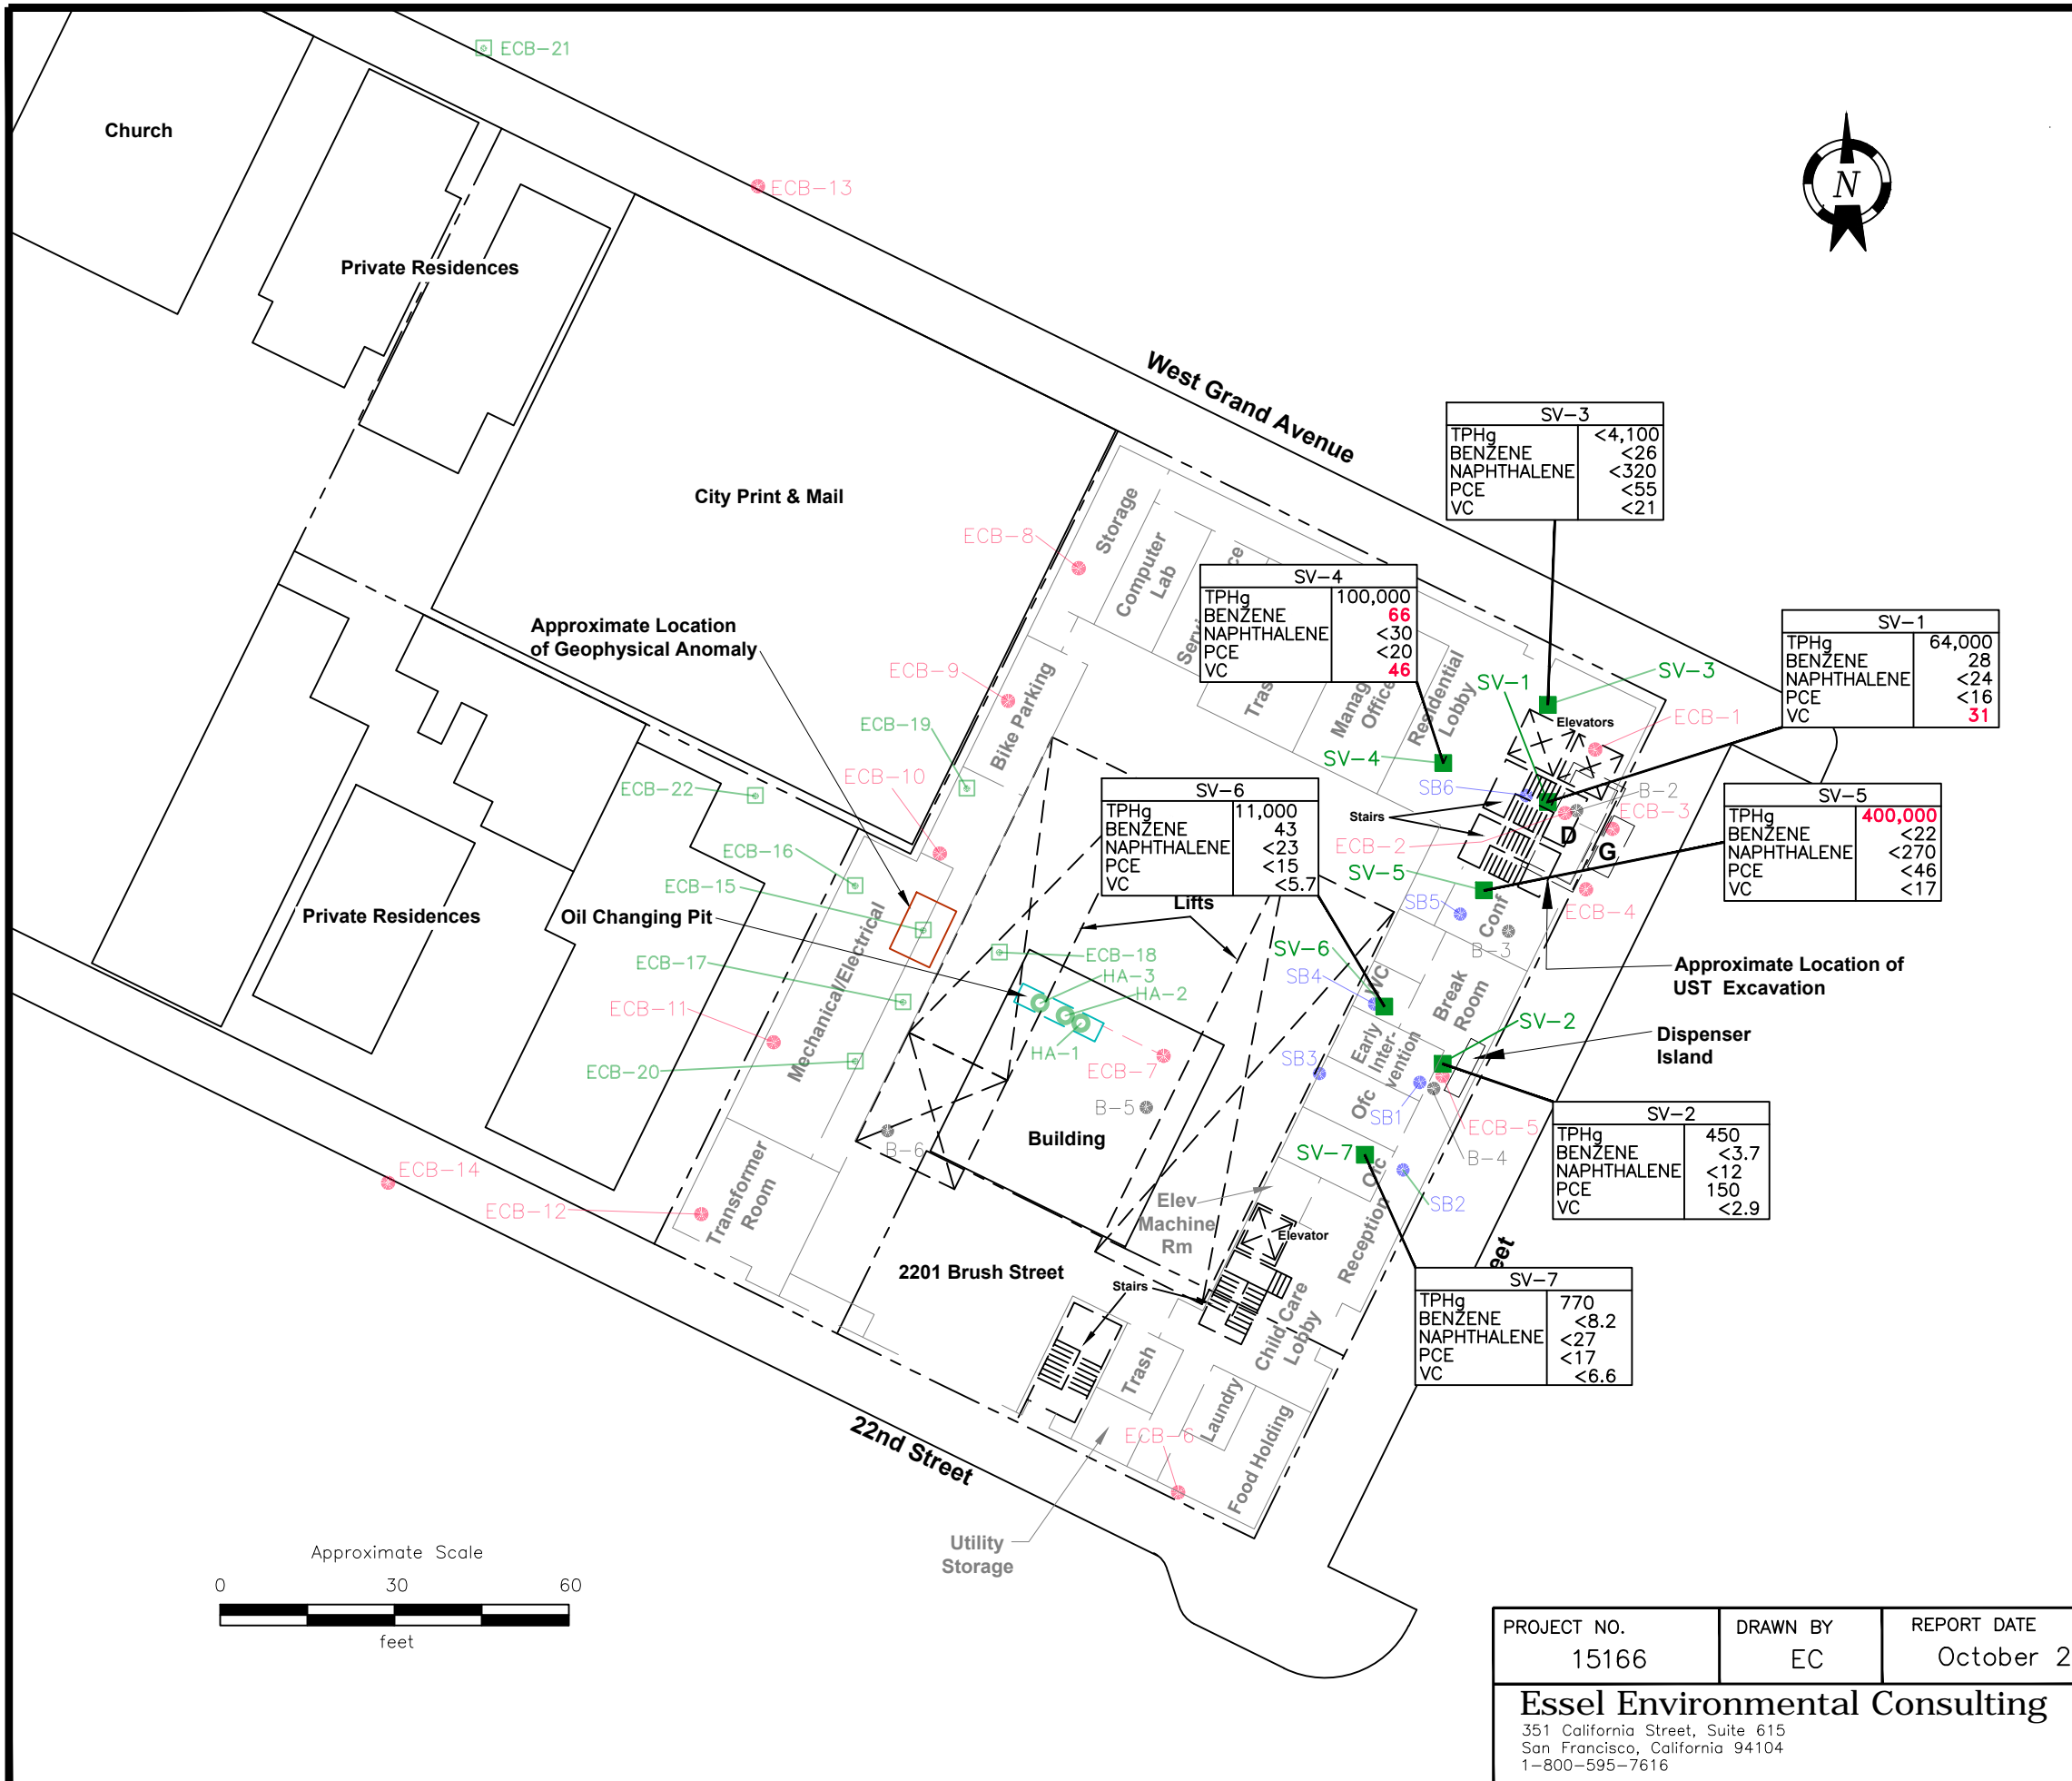 ECB-21
Church
ECB-13
N
Private Residences
West Grand Avenue
SV-3
TPHg <4,100
BENZENE <26
NAPHTHALENE <320
PCE <55
VC <21
City Print & Mail
ECB-8
Storage
Computer
Lab
SV-4
TPHg 100,000
BENZENE 66
NAPHTHALENE <30
PCE <20
VC 46
SV-1
TPHg 64,000
BENZENE 28
NAPHTHALENE <24
PCE <16
VC 31
Approximate Location
of Geophysical Anomaly
ECB-9
Bike Parking
Residential
Lobby
SV-1
SV-3
Elevators
ECB-1
ECB-19
SV-4
ECB-10
SB6
B-2
ECB-22
ECB-3
Stairs
D
ECB-2
G
SV-6
TPHg 11,000
BENZENE 43
NAPHTHALENE <23
PCE <15
VC <5.7
SV-5
TPHg 400,000
BENZENE <22
NAPHTHALENE <270
PCE <46
VC <17
ECB-16
ECB-15
SV-5
Private Residences
Oil Changing Pit
Lifts
SB5
Conf
ECB-4
Mechanical/Electrical
B-3
SV-6
ECB-17
ECB-18
HA-3
HA-2
SB4
WC
Break
Room
Approximate Location of
UST Excavation
ECB-11
HA-1
SV-2
Early
Inter-
vention
Dispenser
Island
ECB-20
ECB-7
SB3
Ofc
SB1
B-5
ECB-5
SV-2
TPHg 450
BENZENE <3.7
NAPHTHALENE <12
PCE 150
VC <2.9
Building
B-6
SV-7
Ofc
B-4
ECB-14
Transformer
Room
ECB-12
Elev
Machine
Rm
SB2
Elevator
Reception
eet
2201 Brush Street
Stairs
SV-7
TPHg 770
BENZENE <8.2
NAPHTHALENE <27
PCE <17
VC <6.6
Child Care
Lobby
Trash
Laundry
22nd Street
ECB-6
Food Holding
Utility
Storage
Approximate Scale
0 30 60
feet
PROJECT NO. DRAWN BY REPORT DATE
15166 EC October 2
Essel Environmental Consulting
351 California Street, Suite 615
San Francisco, California 94104
1-800-595-7616